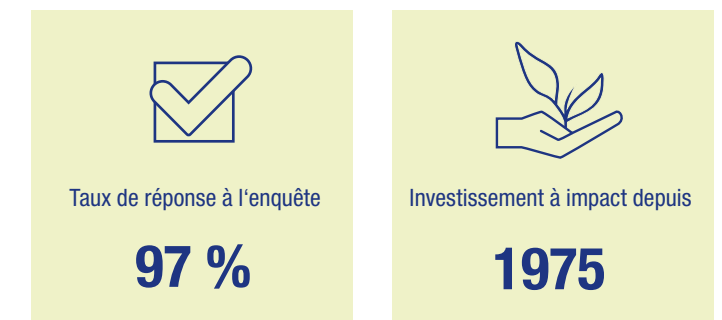 Taux de réponse à l‘enquête
97 %
Investissement à impact depuis
1975